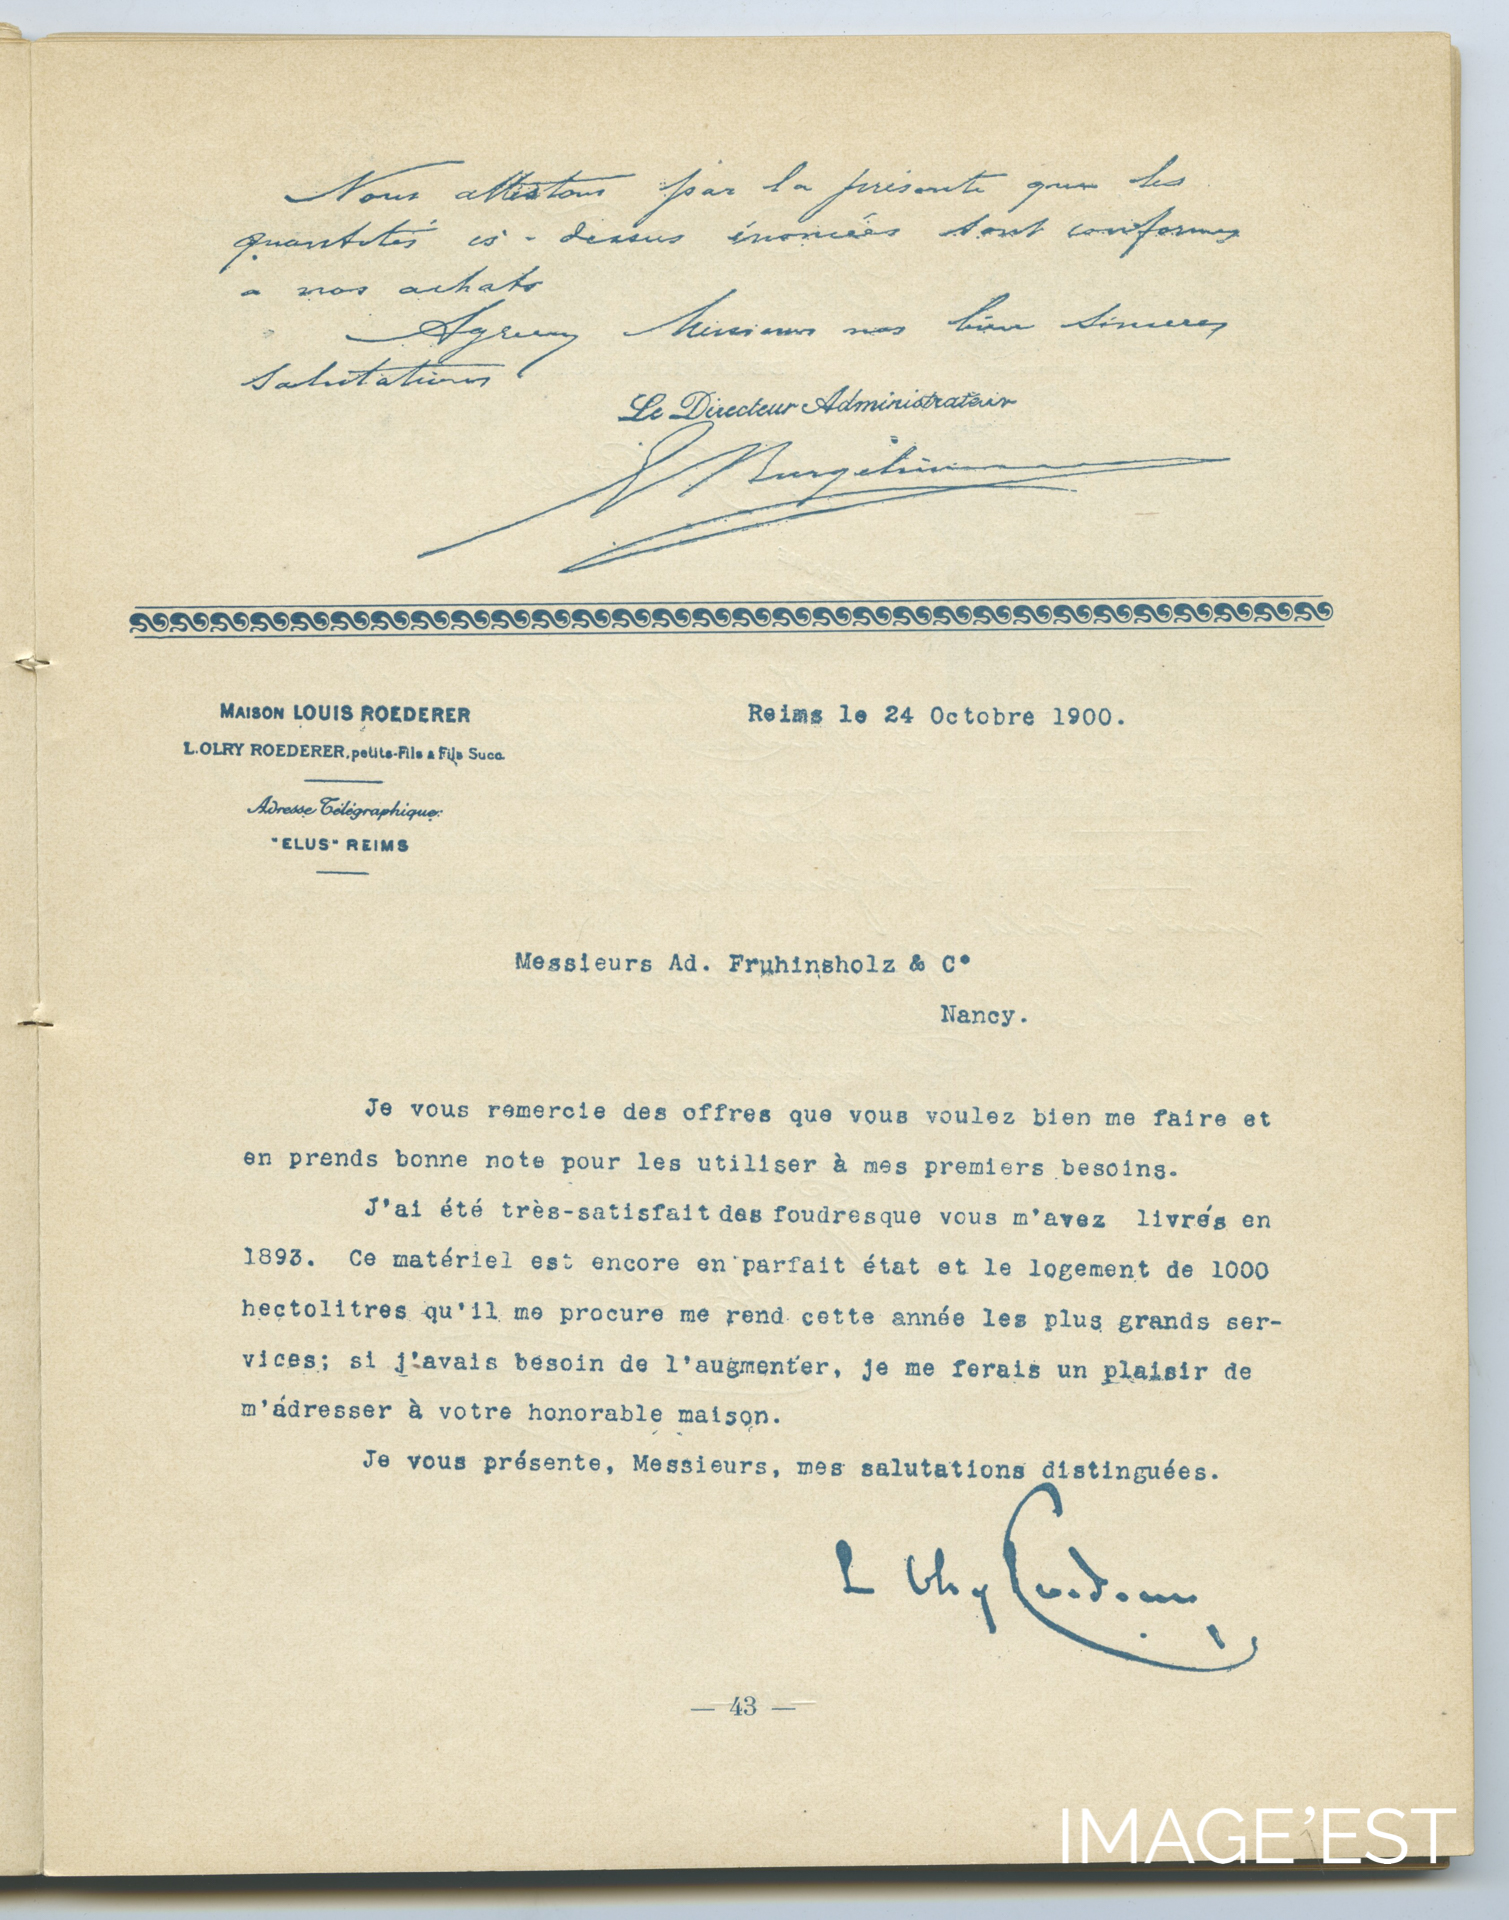 Nous attestons par la présente que les
quantités ci-dessus énoncées sont conformes
a nos achats
Agréez Messieurs nos bien sincères
salutations
Le Directeur Administrateur
Maison LOUIS ROEDERER
L.OLRY ROEDERER, petits-Fils & Fils Succ.
Adresse Télégraphique:
"ELUS" REIMS
Reims le 24 Octobre 1900.
Messieurs Ad. Fruhinsholz & C°
Nancy.
Je vous remercie des offres que vous voulez bien me faire et
en prends bonne note pour les utiliser à mes premiers besoins.
J'ai été très-satisfait des foudresque vous m'avez livrés en
1893. Ce matériel est encore en parfait état et le logement de 1000
hectolitres qu'il me procure me rend cette année les plus grands ser-
vices; si j'avais besoin de l'augmenter, je me ferais un plaisir de
m'adresser à votre honorable maison.
Je vous présente, Messieurs, mes salutations distinguées.
L Olry Roederer
— 43 —
IMAGE'EST